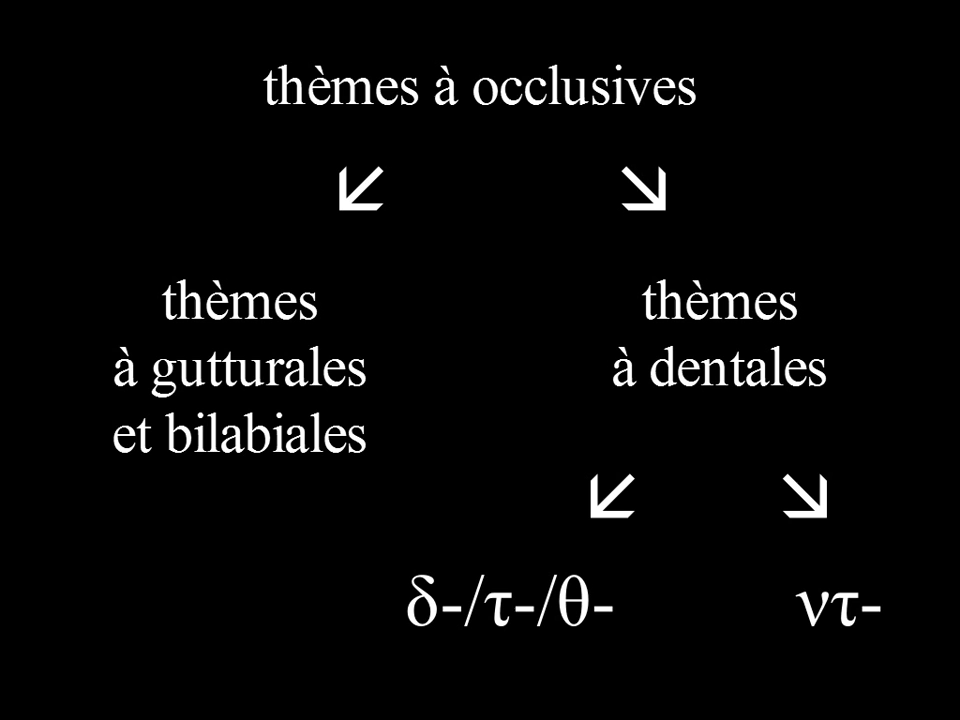 thèmes à occlusives
thèmes
à gutturales
et bilabiales
thèmes
à dentales
δ-/τ-/θ-
ντ-